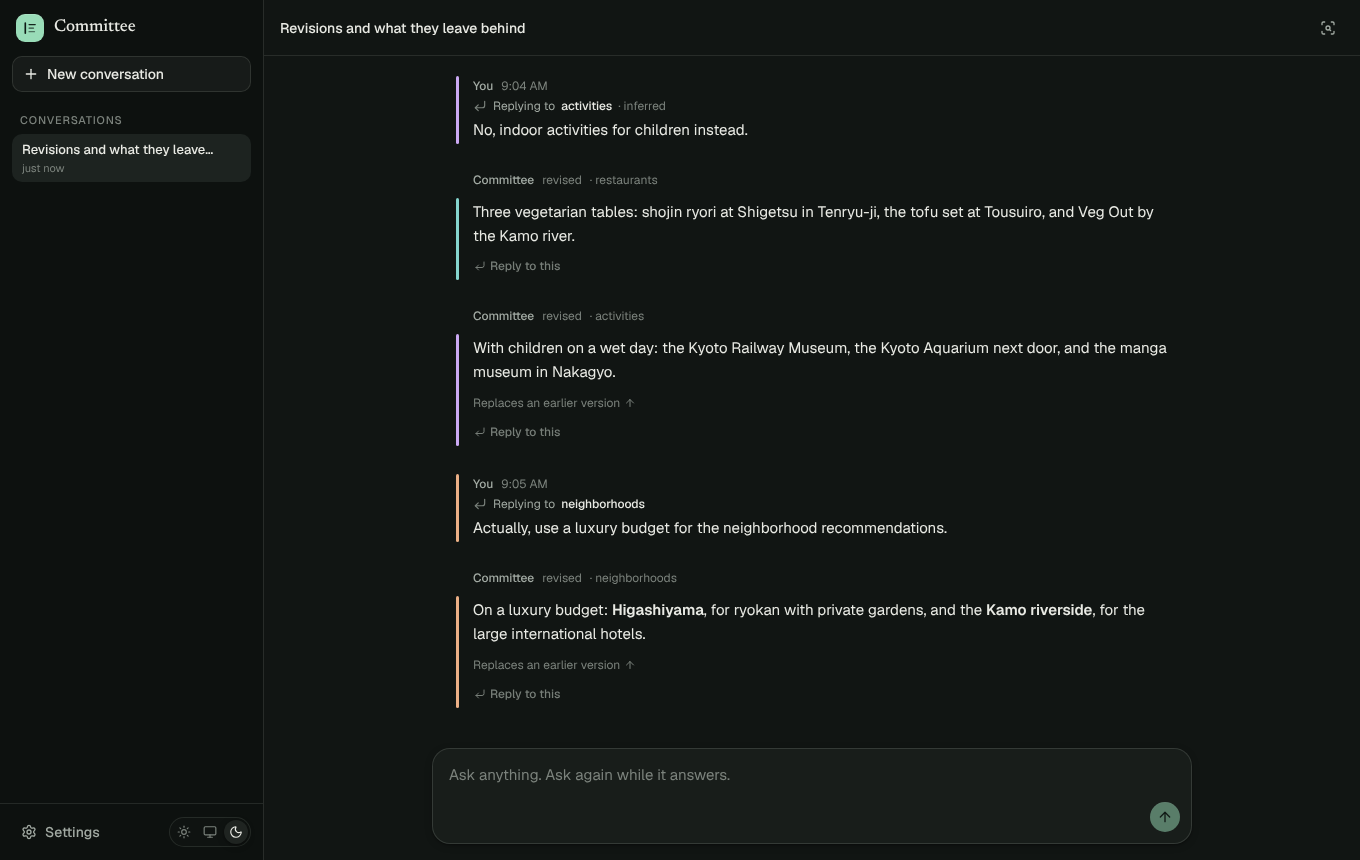 Committee
New conversation
CONVERSATIONS
Revisions and what they leave...
just now
Settings
Revisions and what they leave behind
You 9:04 AM
Replying to activities · inferred
No, indoor activities for children instead.
Committee revised · restaurants
Three vegetarian tables: shojin ryori at Shigetsu in Tenryu-ji, the tofu set at Tousuiro, and Veg Out by
the Kamo river.
Reply to this
Committee revised · activities
With children on a wet day: the Kyoto Railway Museum, the Kyoto Aquarium next door, and the manga
museum in Nakagyo.
Replaces an earlier version ↑
Reply to this
You 9:05 AM
Replying to neighborhoods
Actually, use a luxury budget for the neighborhood recommendations.
Committee revised · neighborhoods
On a luxury budget: Higashiyama, for ryokan with private gardens, and the Kamo riverside, for the
large international hotels.
Replaces an earlier version ↑
Reply to this
Ask anything. Ask again while it answers.